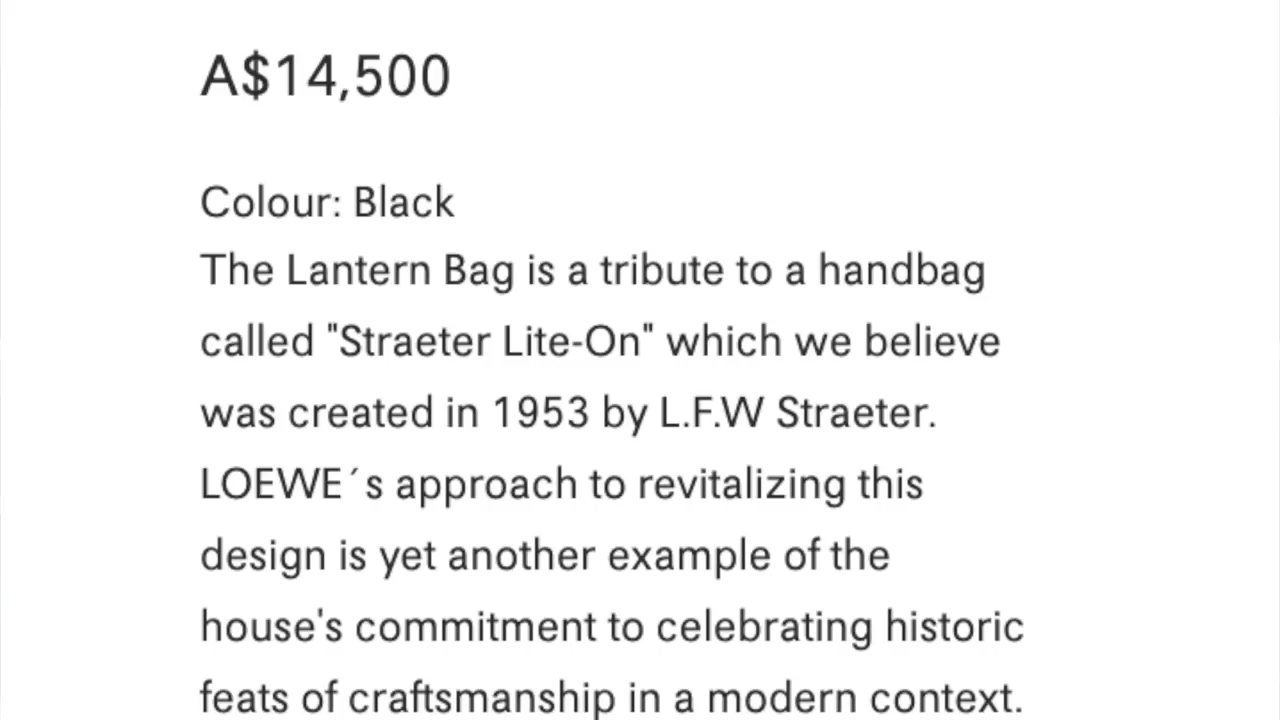 A$14,500
Colour: Black
The Lantern Bag is a tribute to a handbag
called "Straeter Lite-On" which we believe
was created in 1953 by L.F.W Straeter.
LOEWE´s approach to revitalizing this
design is yet another example of the
house's commitment to celebrating historic
feats of craftsmanship in a modern context.